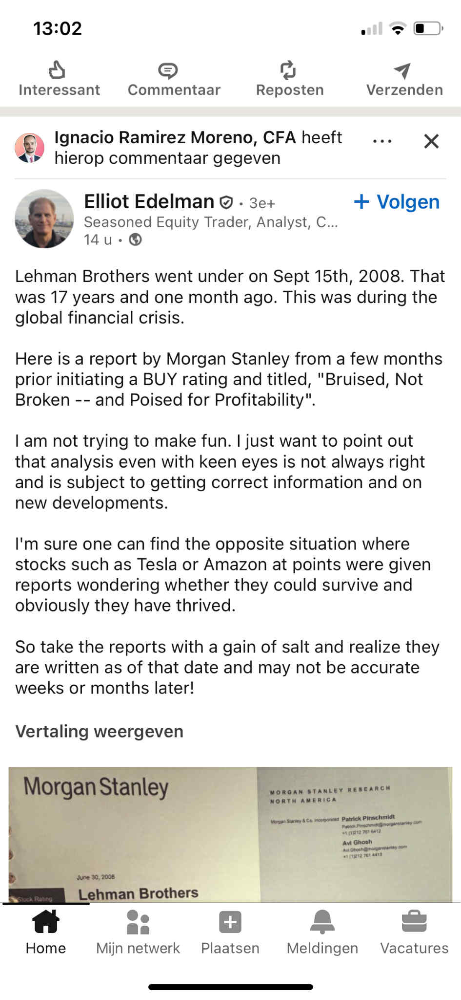 13:02
Interessant
Commentaar
Reposten
Verzenden
Ignacio Ramirez Moreno, CFA heeft
hierop commentaar gegeven
Elliot Edelman • 3e+
+ Volgen
Seasoned Equity Trader, Analyst, C...
14 u •
Lehman Brothers went under on Sept 15th, 2008. That
was 17 years and one month ago. This was during the
global financial crisis.
Here is a report by Morgan Stanley from a few months
prior initiating a BUY rating and titled, "Bruised, Not
Broken -- and Poised for Profitability".
I am not trying to make fun. I just want to point out
that analysis even with keen eyes is not always right
and is subject to getting correct information and on
new developments.
I'm sure one can find the opposite situation where
stocks such as Tesla or Amazon at points were given
reports wondering whether they could survive and
obviously they have thrived.
So take the reports with a gain of salt and realize they
are written as of that date and may not be accurate
weeks or months later!
Vertaling weergeven
Morgan Stanley
MORGAN STANLEY RESEARCH
NORTH AMERICA
Morgan Stanley & Co. Incorporated
Patrick Pinschmidt
Patrick.Pinschmidt@morganstanley.com
+1 (1)212 761 6412
Avi Ghosh
Avi.Ghosh@morganstanley.com
+1 (1)212 761 4410
June 30, 2008
Stock Rating
Lehman Brothers
Home
Mijn netwerk
Plaatsen
Meldingen
Vacatures